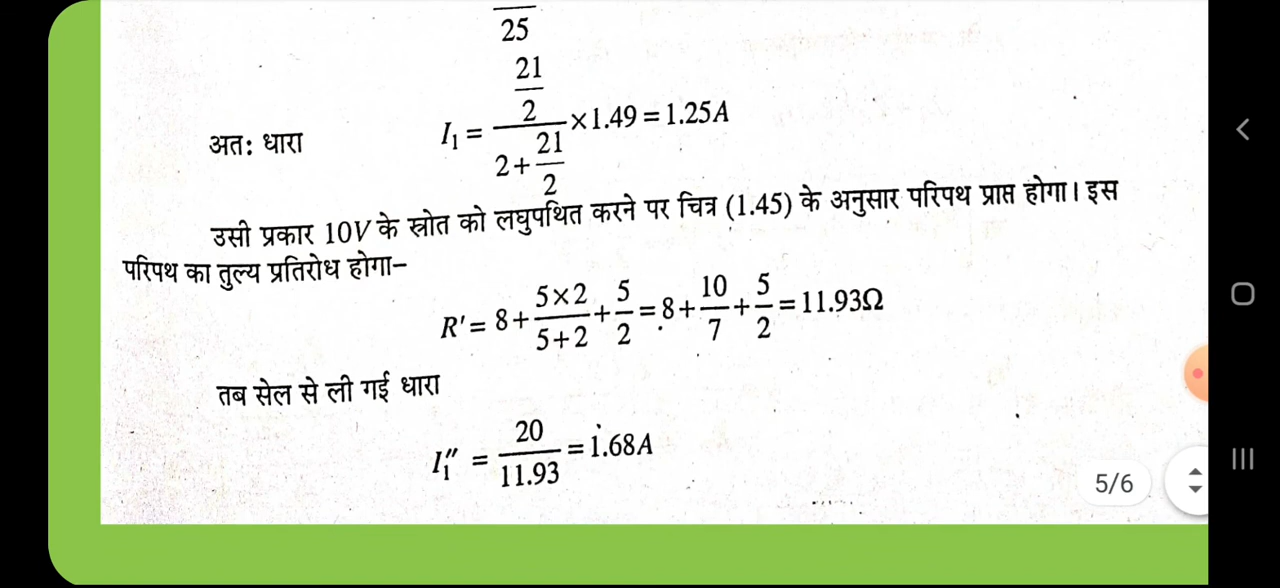 25
अतः धारा I₁ = (21/2)/(2+21/2) ×1.49 = 1.25A
उसी प्रकार 10V के स्रोत को लघुपथित करने पर चित्र (1.45) के अनुसार परिपथ प्राप्त होगा। इस
परिपथ का तुल्य प्रतिरोध होगा–
R' = 8+ (5×2)/(5+2) + 5/2 = 8+ 10/7 + 5/2 = 11.93Ω
तब सेल से ली गई धारा
I₁″ = 20/11.93 = 1.68A
5/6